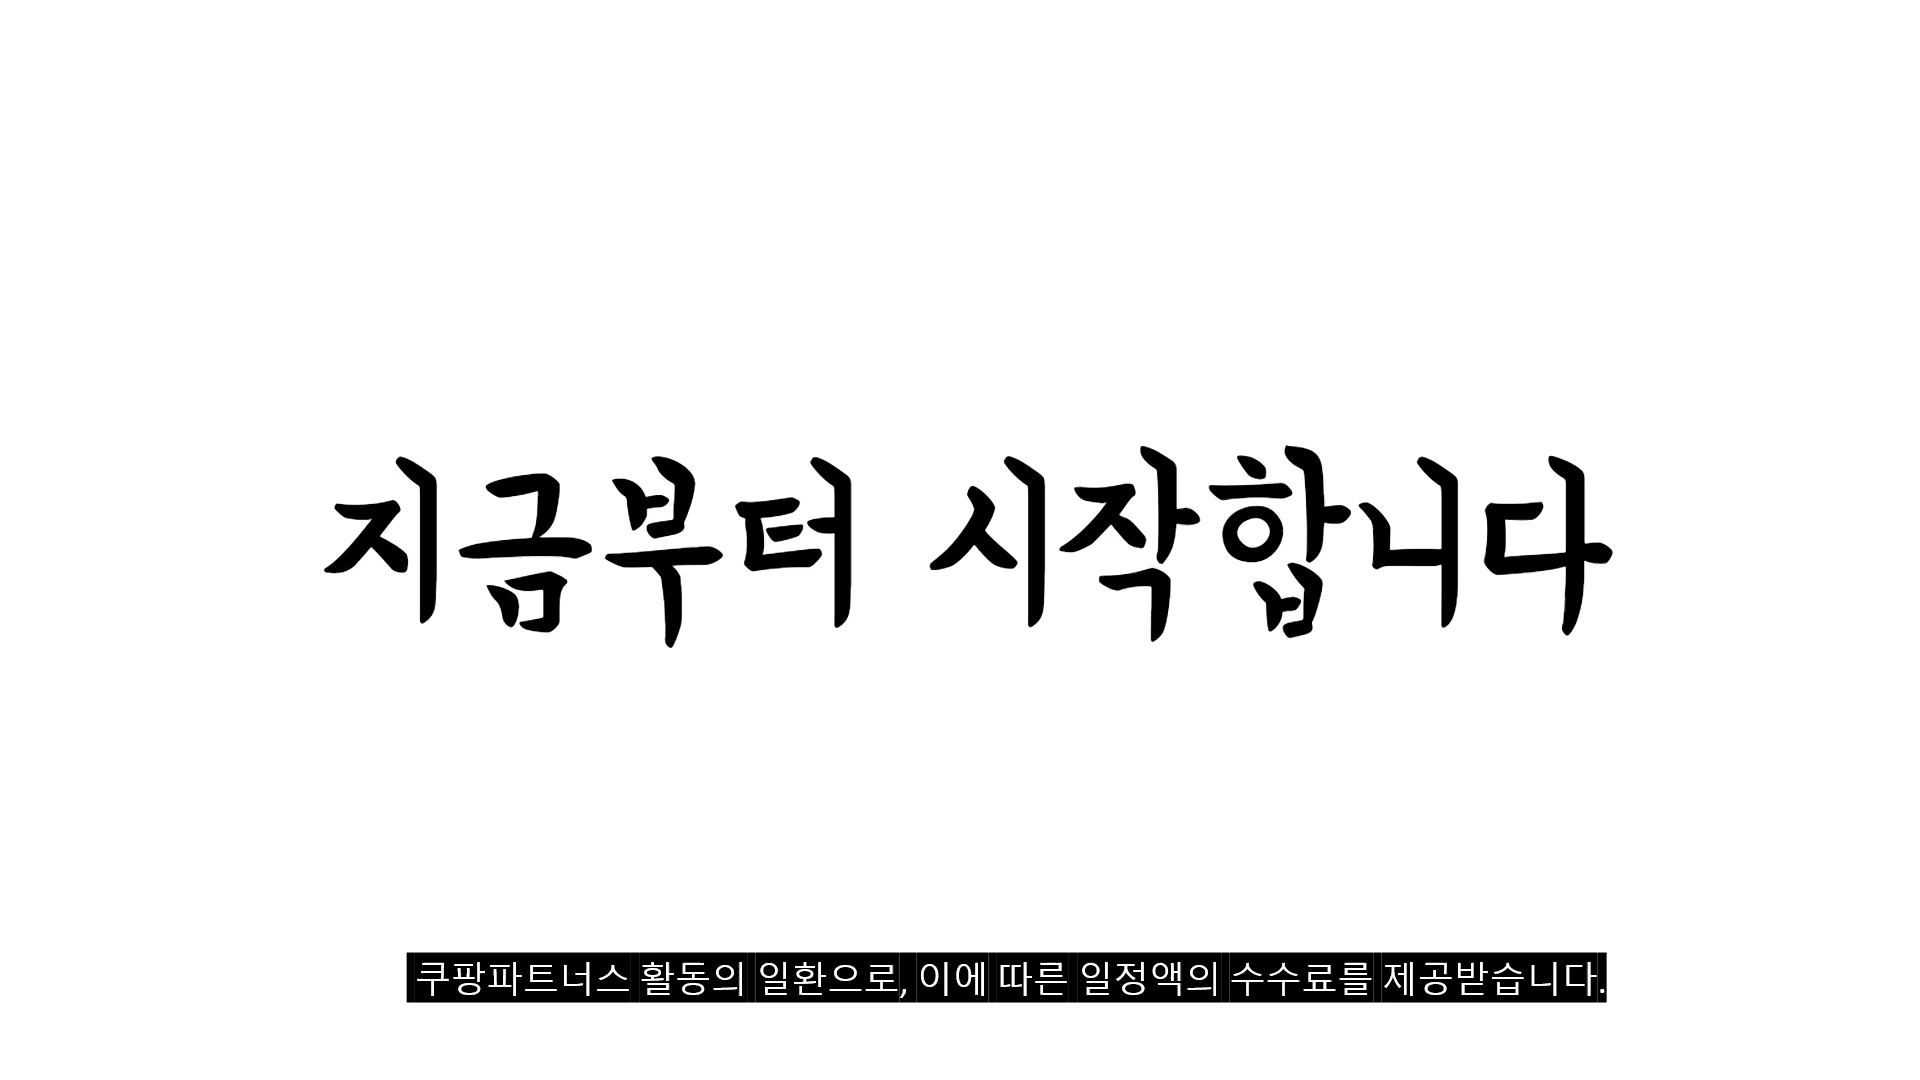 지금부터 시작합니다
쿠팡파트너스 활동의 일환으로, 이에 따른 일정액의 수수료를 제공받습니다.